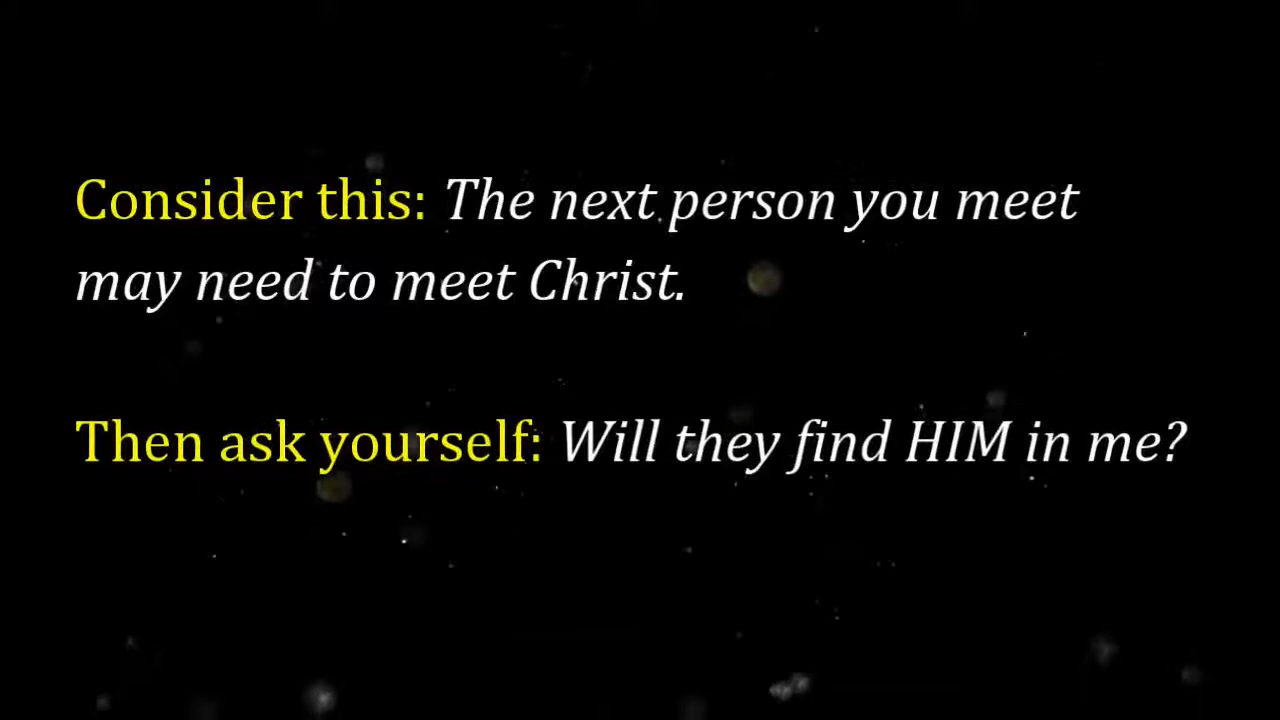 Consider this: The next person you meet
may need to meet Christ.
Then ask yourself: Will they find HIM in me?